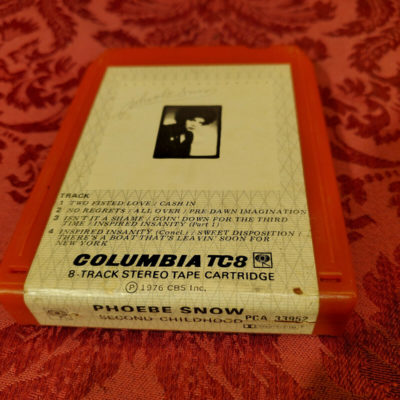 Phoebe Snow
TRACK
1 TWO FISTED LOVE / CASH IN
2 NO REGRETS / ALL OVER / PRE-DAWN IMAGINATION
3 ISN'T IT A SHAME / GOIN' DOWN FOR THE THIRD
TIME / INSPIRED INSANITY (Part 1)
4 INSPIRED INSANITY (Concl.) / SWEET DISPOSITION /
THERE'S A BOAT THAT'S LEAVIN' SOON FOR
NEW YORK
COLUMBIA TC8
8-TRACK STEREO TAPE CARTRIDGE
Ⓟ 1976 CBS Inc.
PHOEBE SNOW
SECOND CHILDHOOD PCA 33952